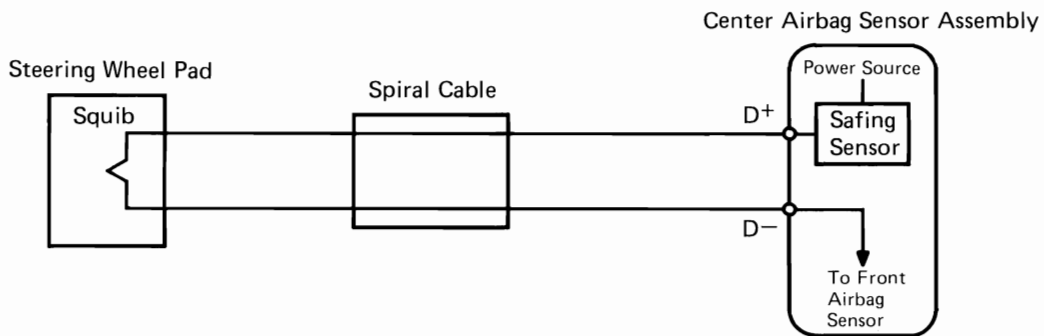 Center Airbag Sensor Assembly
Steering Wheel Pad
Squib
Spiral Cable
D+
D−
Power Source
Safing
Sensor
To Front
Airbag
Sensor